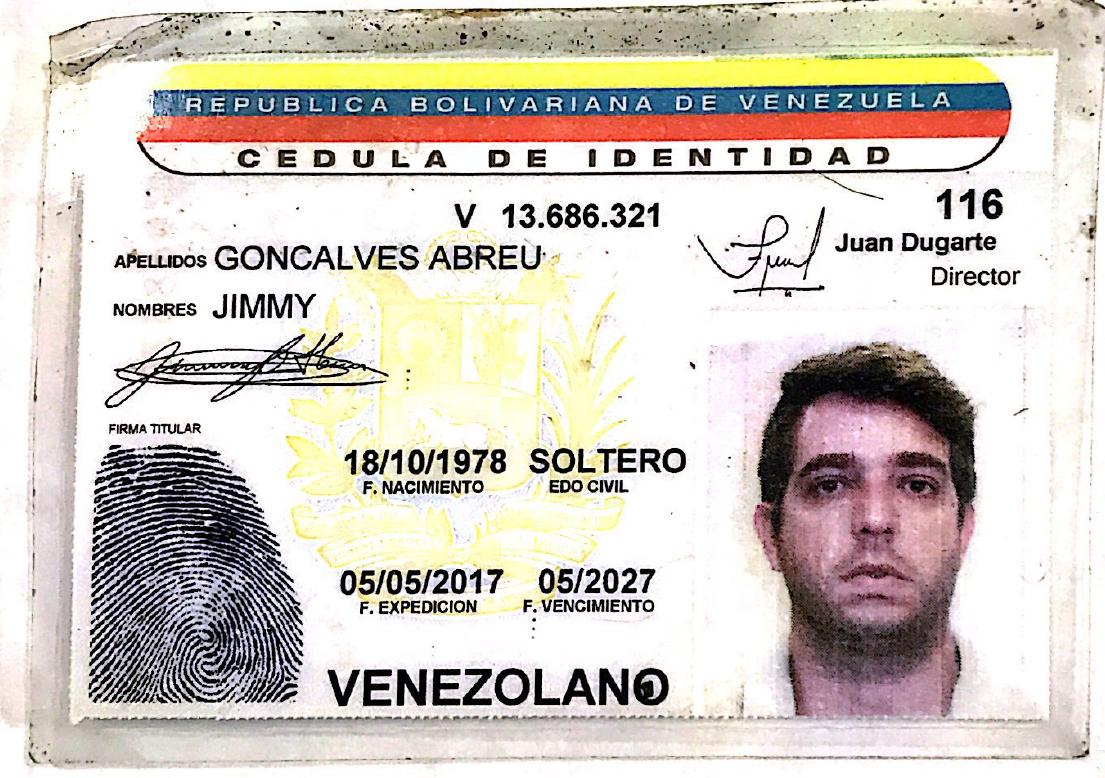 REPUBLICA BOLIVARIANA DE VENEZUELA
CEDULA DE IDENTIDAD
V 13.686.321
116
Juan Dugarte
Director
APELLIDOS GONCALVES ABREU
NOMBRES JIMMY
FIRMA TITULAR
18/10/1978 SOLTERO
F. NACIMIENTO EDO CIVIL
05/05/2017 05/2027
F. EXPEDICION F. VENCIMIENTO
VENEZOLANO